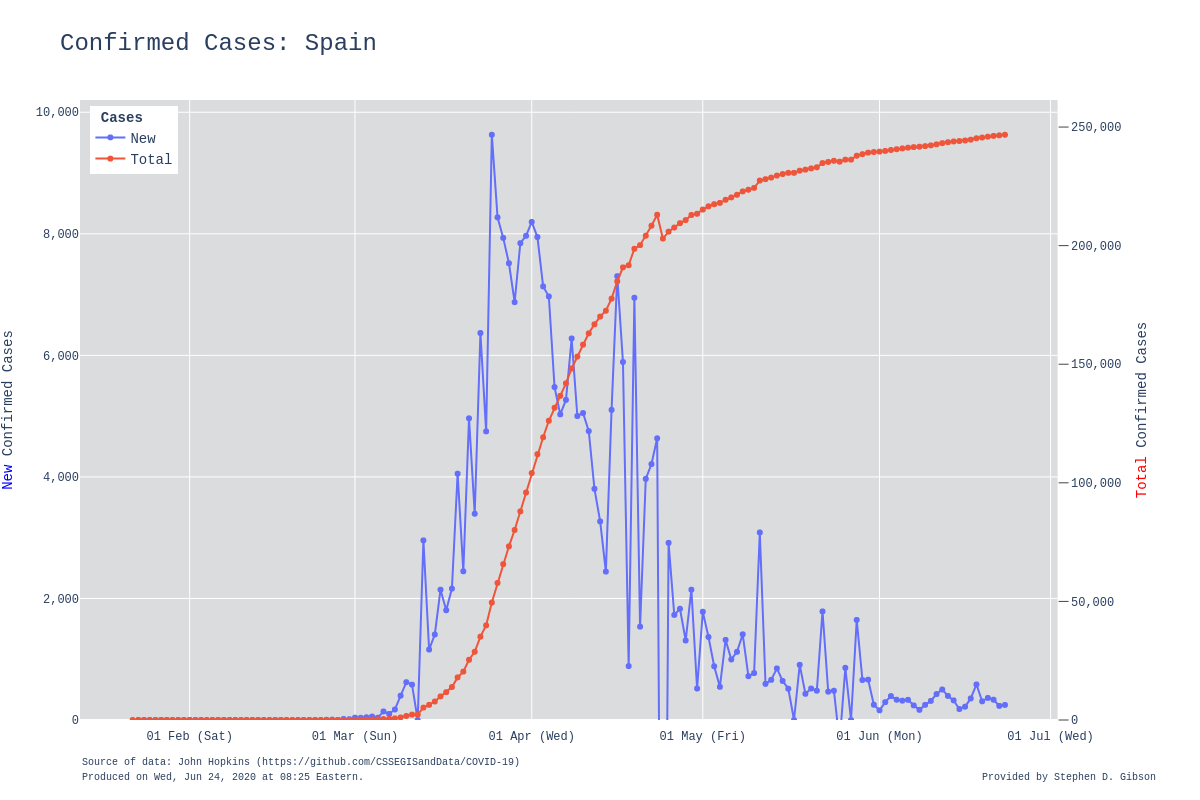 Confirmed Cases: Spain
Cases
New
Total
10,000
8,000
6,000
4,000
2,000
0
250,000
200,000
150,000
100,000
50,000
0
New Confirmed Cases
Total Confirmed Cases
01 Feb (Sat) 01 Mar (Sun) 01 Apr (Wed) 01 May (Fri) 01 Jun (Mon) 01 Jul (Wed)
Source of data: John Hopkins (https://github.com/CSSEGISandData/COVID-19)
Produced on Wed, Jun 24, 2020 at 08:25 Eastern.
Provided by Stephen D. Gibson